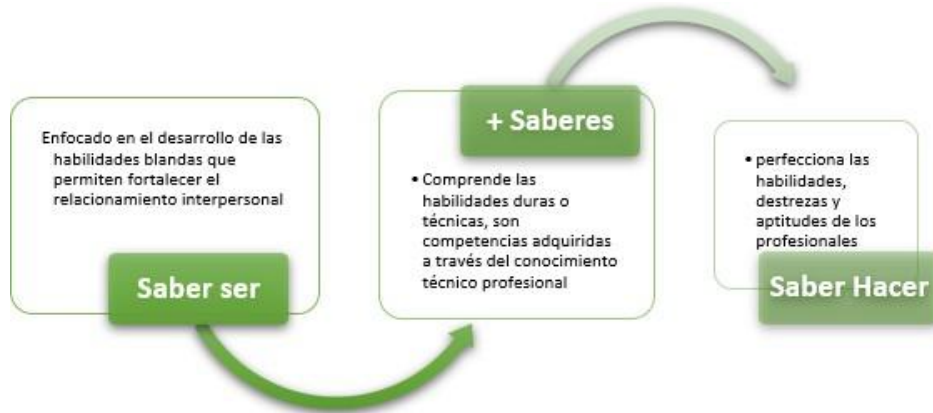 Enfocado en el desarrollo de las
habilidades blandas que
permiten fortalecer el
relacionamiento interpersonal
Saber ser
+ Saberes
• Comprende las
habilidades duras o
técnicas, son
competencias adquiridas
a través del conocimiento
técnico profesional
• perfecciona las
habilidades,
destrezas y
aptitudes de los
profesionales
Saber Hacer